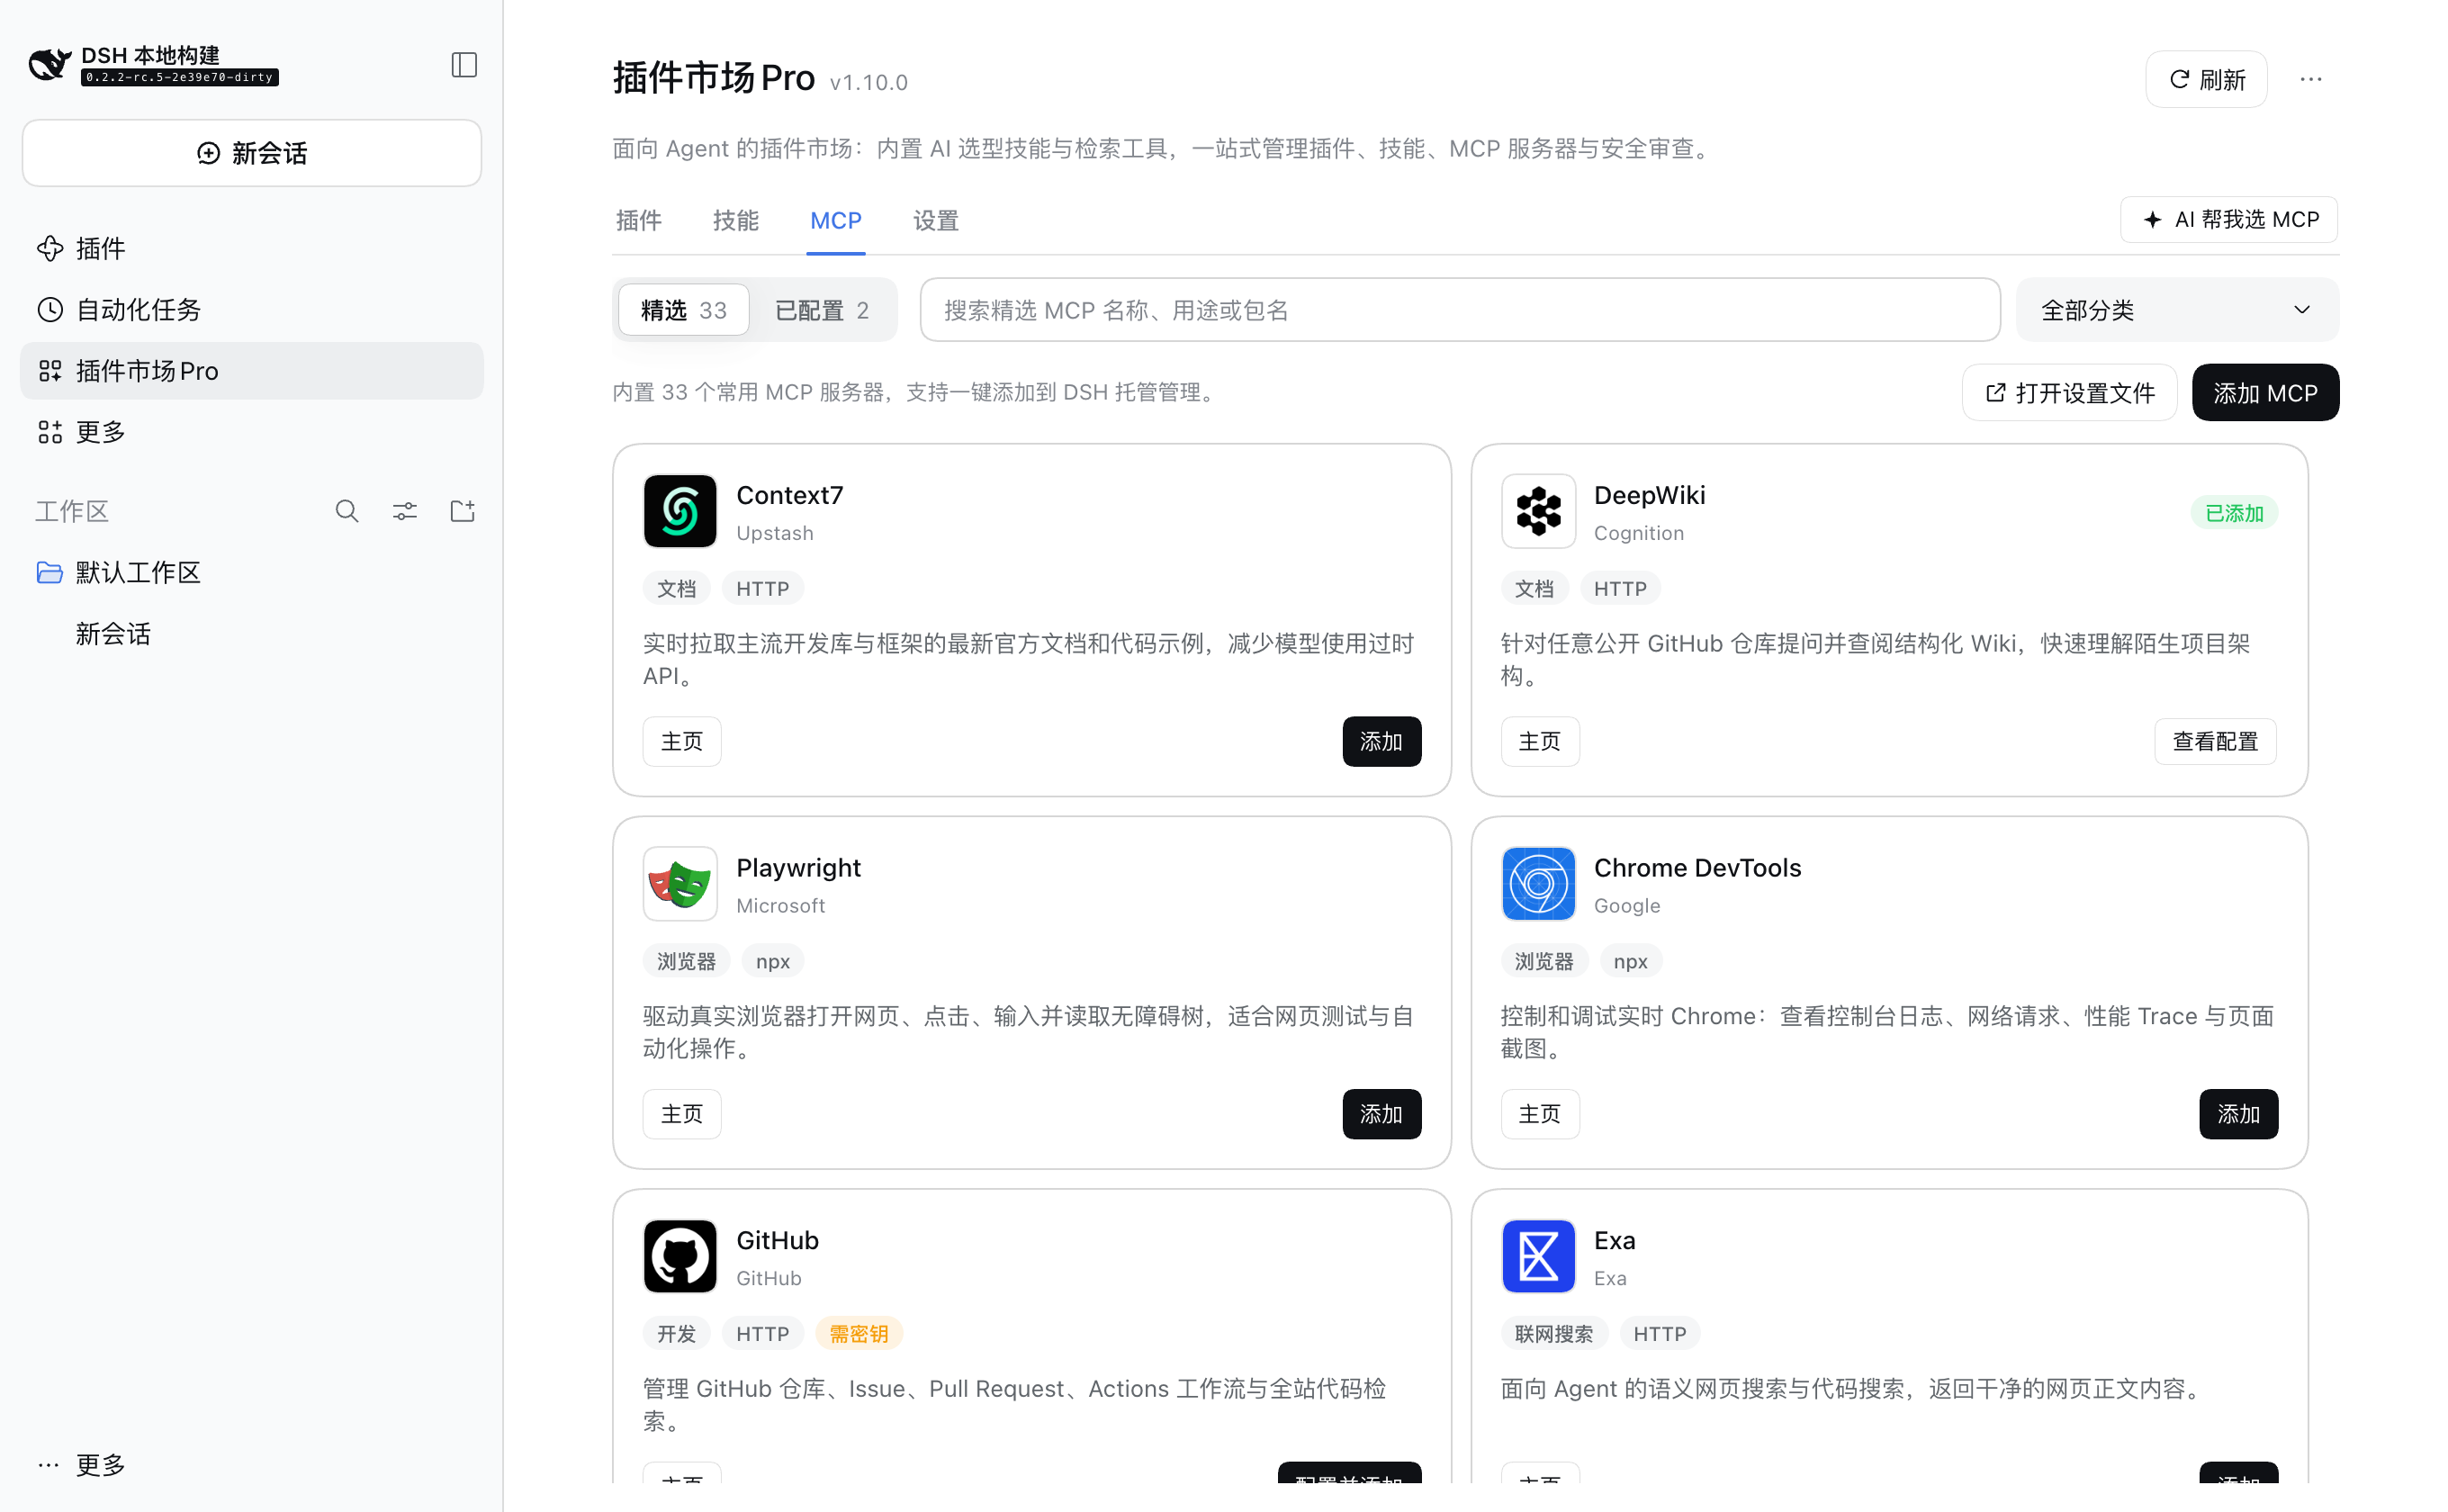 DSH 本地构建
0.2.2-rc.5-2e39e70-dirty
新会话
插件
自动化任务
插件市场Pro
更多
工作区
默认工作区
新会话
更多
插件市场Pro v1.10.0
刷新
面向 Agent 的插件市场：内置 AI 选型技能与检索工具，一站式管理插件、技能、MCP 服务器与安全审查。
插件 技能 MCP 设置
AI 帮我选 MCP
精选 33 已配置 2
搜索精选 MCP 名称、用途或包名
全部分类
内置 33 个常用 MCP 服务器，支持一键添加到 DSH 托管管理。
打开设置文件
添加 MCP
Context7
Upstash
文档 HTTP
实时拉取主流开发库与框架的最新官方文档和代码示例，减少模型使用过时
API。
主页 添加
DeepWiki
Cognition
已添加
文档 HTTP
针对任意公开 GitHub 仓库提问并查阅结构化 Wiki，快速理解陌生项目架
构。
主页 查看配置
Playwright
Microsoft
浏览器 npx
驱动真实浏览器打开网页、点击、输入并读取无障碍树，适合网页测试与自
动化操作。
主页 添加
Chrome DevTools
Google
浏览器 npx
控制和调试实时 Chrome：查看控制台日志、网络请求、性能 Trace 与页面
截图。
主页 添加
GitHub
GitHub
开发 HTTP 需密钥
管理 GitHub 仓库、Issue、Pull Request、Actions 工作流与全站代码检
索。
主页 配置并添加
Exa
Exa
联网搜索 HTTP
面向 Agent 的语义网页搜索与代码搜索，返回干净的网页正文内容。
主页 添加